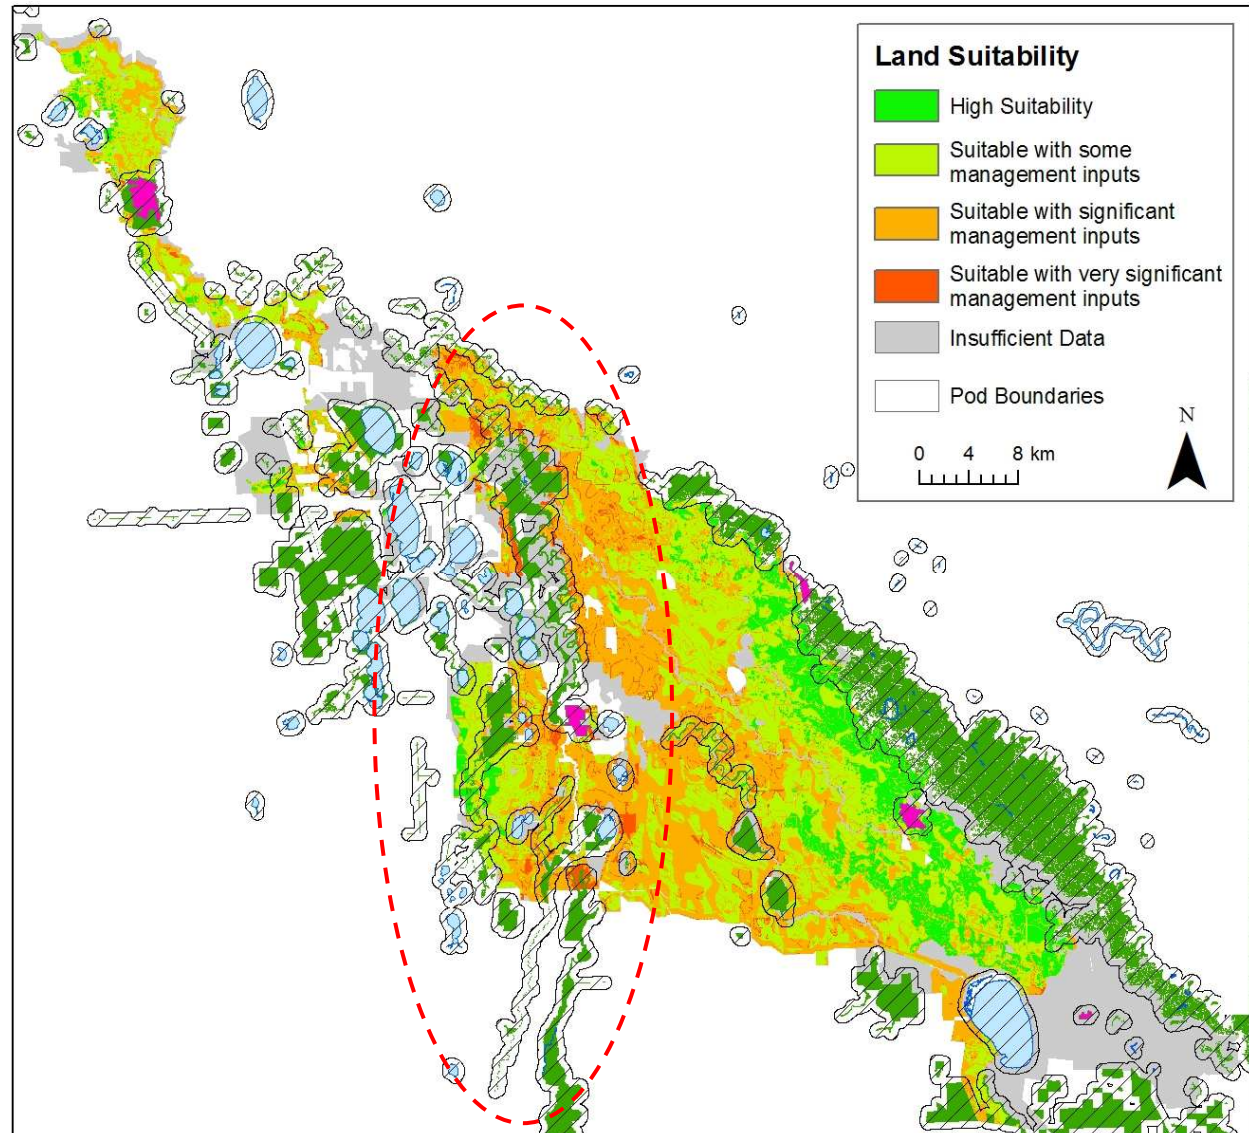 Land Suitability
High Suitability
Suitable with some
management inputs
Suitable with significant
management inputs
Suitable with very significant
management inputs
Insufficient Data
Pod Boundaries
N
0 4 8 km